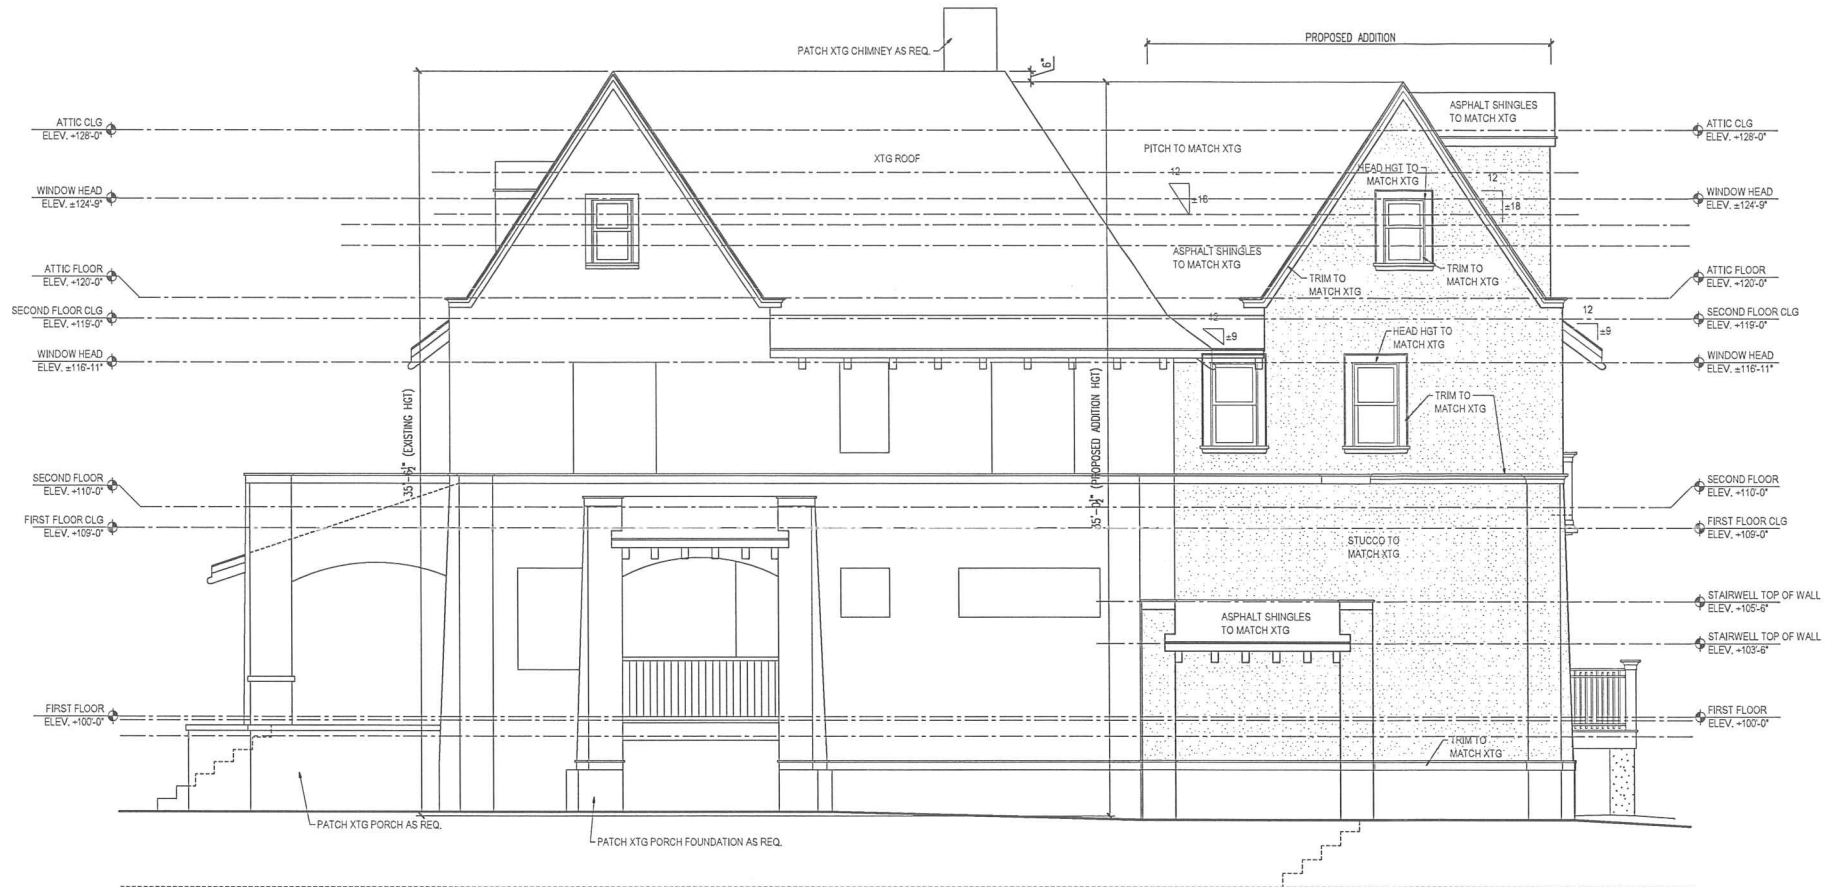 PROPOSED ADDITION
PATCH XTG CHIMNEY AS REQ.
6"
ATTIC CLG
ELEV. +128'-0"
WINDOW HEAD
ELEV. ±124'-9"
ATTIC FLOOR
ELEV. +120'-0"
SECOND FLOOR CLG
ELEV. +119'-0"
WINDOW HEAD
ELEV. ±116'-11"
SECOND FLOOR
ELEV. +110'-0"
FIRST FLOOR CLG
ELEV. +109'-0"
FIRST FLOOR
ELEV. +100'-0"
XTG ROOF
35'-6½" (EXISTING HGT)
35'-0½" (PROPOSED ADDITION HGT)
PITCH TO MATCH XTG
12
ASPHALT SHINGLES
TO MATCH XTG
12
±9
ASPHALT SHINGLES
TO MATCH XTG
HEAD HGT TO
MATCH XTG
12
±18
TRIM TO
MATCH XTG
TRIM TO
MATCH XTG
12
±9
HEAD HGT TO
MATCH XTG
TRIM TO
MATCH XTG
STUCCO TO
MATCH XTG
ASPHALT SHINGLES
TO MATCH XTG
TRIM TO
MATCH XTG
PATCH XTG PORCH AS REQ.
PATCH XTG PORCH FOUNDATION AS REQ.
ATTIC CLG
ELEV. +128'-0"
WINDOW HEAD
ELEV. ±124'-9"
ATTIC FLOOR
ELEV. +120'-0"
SECOND FLOOR CLG
ELEV. +119'-0"
WINDOW HEAD
ELEV. ±116'-11"
SECOND FLOOR
ELEV. +110'-0"
FIRST FLOOR CLG
ELEV. +109'-0"
STAIRWELL TOP OF WALL
ELEV. +105'-6"
STAIRWELL TOP OF WALL
ELEV. +103'-6"
FIRST FLOOR
ELEV. +100'-0"